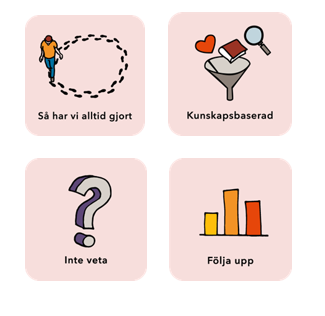 Så har vi alltid gjort
Kunskapsbaserad
Inte veta
Följa upp